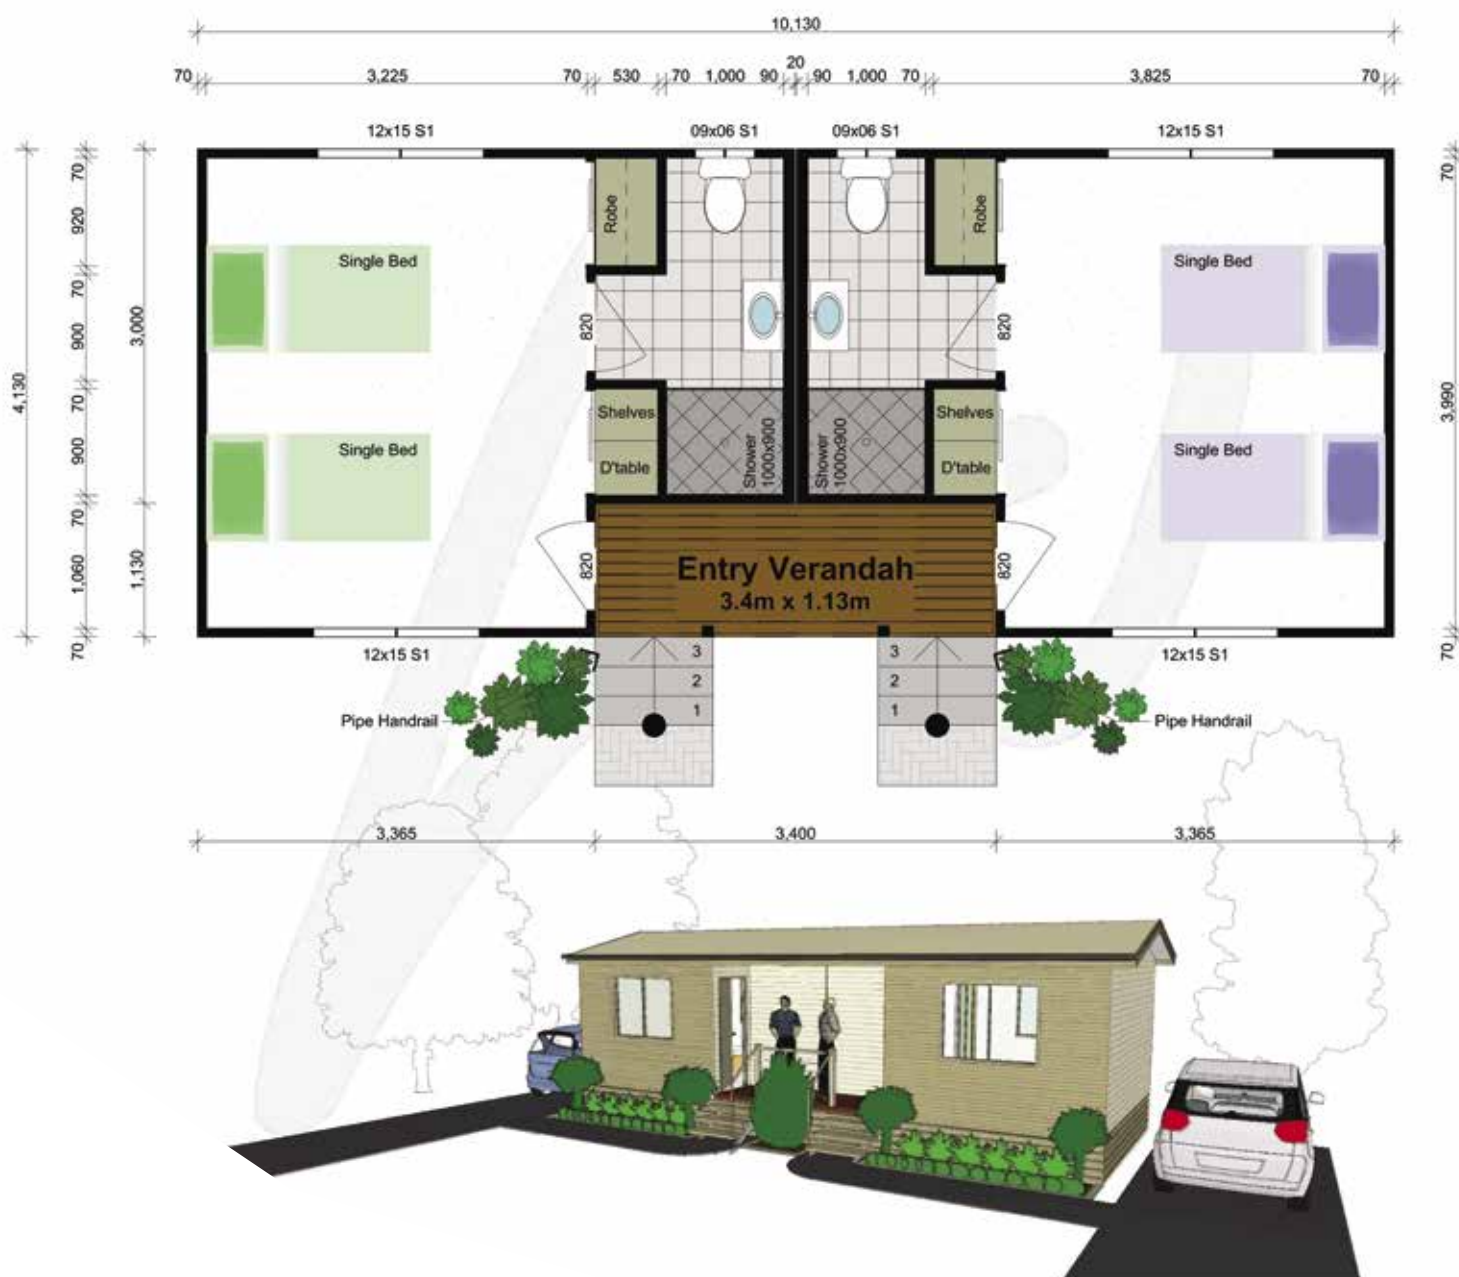 10,130
70 3,225 70 530 70 1,000 90 20 90 1,000 70 3,825 70
12x15 S1 09x06 S1 09x06 S1 12x15 S1
4,130
70 920 70 900 70 900 70 1,060 70
3,000 1,130
70 3,990 70
Robe Robe
Single Bed Single Bed
820 820
Shelves Shelves
Single Bed Single Bed
D'table D'table
Shower
1000x900
Shower
1000x900
820 820
Entry Verandah
3.4m x 1.13m
12x15 S1 12x15 S1
3 3
2 2
1 1
Pipe Handrail Pipe Handrail
3,365 3,400 3,365